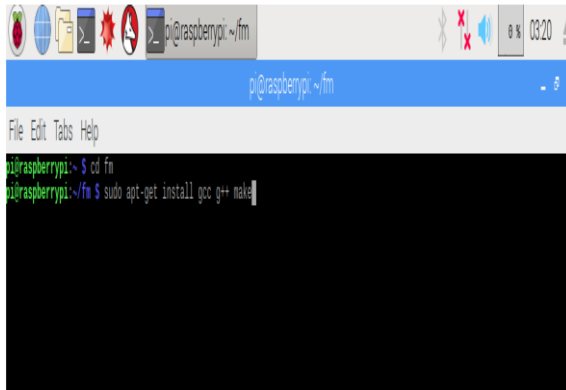 pi@raspberrypi: ~/fm 0 % 03:20
pi@raspberrypi: ~/fm
File Edit Tabs Help
pi@raspberrypi:~ $ cd fm
pi@raspberrypi:~/fm $ sudo apt-get install gcc g++ make